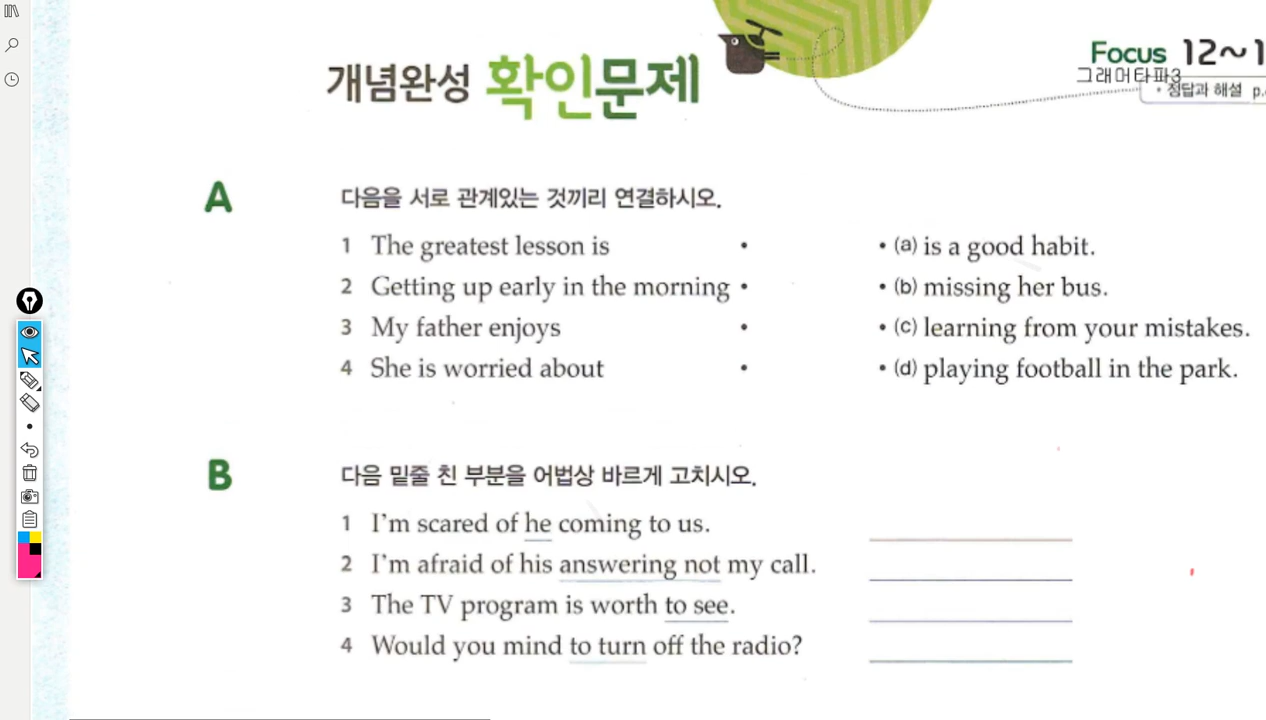 개념완성 확인문제
Focus 12~1
그래머타파3
• 정답과 해설 p.
A 다음을 서로 관계있는 것끼리 연결하시오.
1 The greatest lesson is • • (a) is a good habit.
2 Getting up early in the morning • • (b) missing her bus.
3 My father enjoys • • (c) learning from your mistakes.
4 She is worried about • • (d) playing football in the park.
B 다음 밑줄 친 부분을 어법상 바르게 고치시오.
1 I'm scared of he coming to us.
2 I'm afraid of his answering not my call.
3 The TV program is worth to see.
4 Would you mind to turn off the radio?